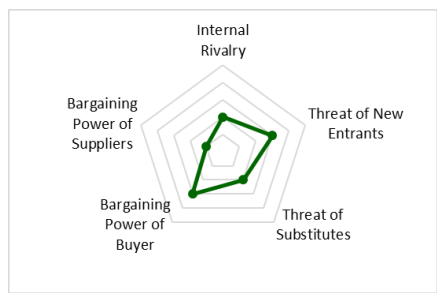 Internal
Rivalry
Bargaining
Power of
Suppliers
Threat of New
Entrants
Bargaining
Power of
Buyer
Threat of
Substitutes